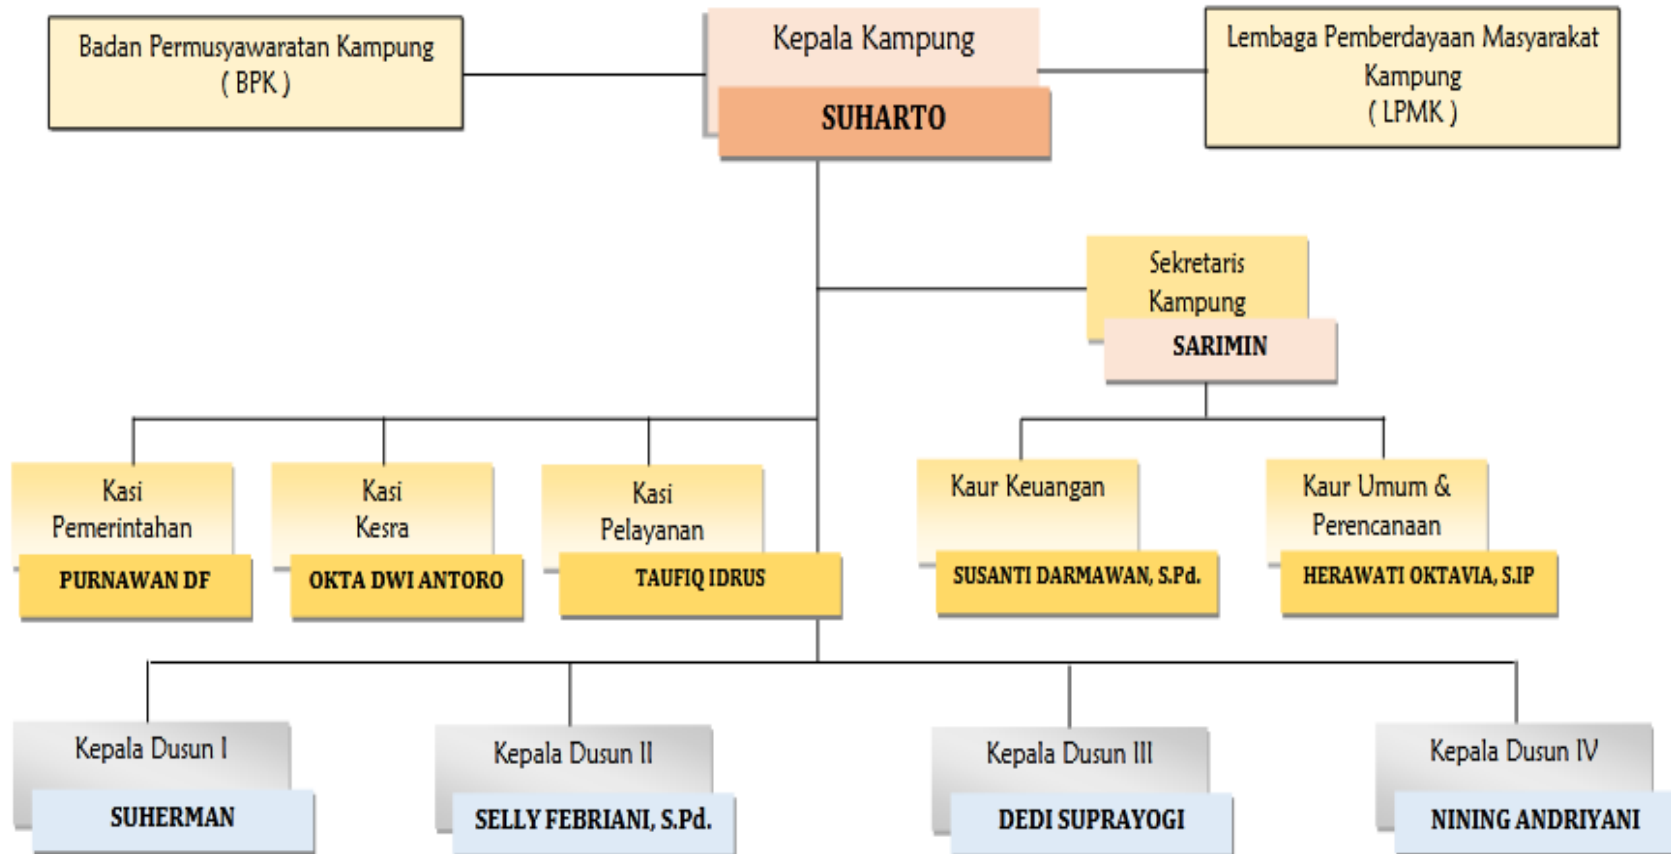 Badan Permusyawaratan Kampung
( BPK )
Kepala Kampung
SUHARTO
Lembaga Pemberdayaan Masyarakat
Kampung
( LPMK )
Sekretaris
Kampung
SARIMIN
Kasi
Pemerintahan
PURNAWAN DF
Kasi
Kesra
OKTA DWI ANTORO
Kasi
Pelayanan
TAUFIQ IDRUS
Kaur Keuangan
SUSANTI DARMAWAN, S.Pd.
Kaur Umum &
Perencanaan
HERAWATI OKTAVIA, S.IP
Kepala Dusun I
SUHERMAN
Kepala Dusun II
SELLY FEBRIANI, S.Pd.
Kepala Dusun III
DEDI SUPRAYOGI
Kepala Dusun IV
NINING ANDRIYANI